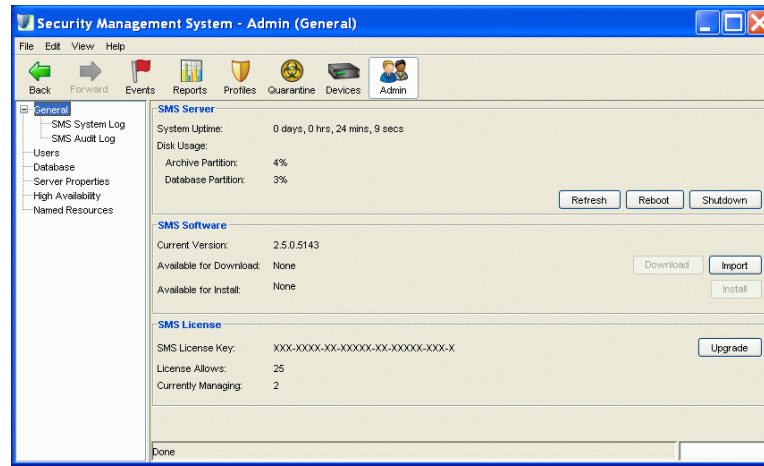 Security Management System - Admin (General)
File Edit View Help
Back Forward Events Reports Profiles Quarantine Devices Admin
General
SMS System Log
SMS Audit Log
Users
Database
Server Properties
High Availability
Named Resources
SMS Server
System Uptime: 0 days, 0 hrs, 24 mins, 9 secs
Disk Usage:
Archive Partition: 4%
Database Partition: 3%
Refresh Reboot Shutdown
SMS Software
Current Version: 2.5.0.5143
Available for Download: None Download Import
Available for Install: None Install
SMS License
SMS License Key: XXX-XXXX-XX-XXXXX-XX-XXXXX-XXX-X Upgrade
License Allows: 25
Currently Managing: 2
Done